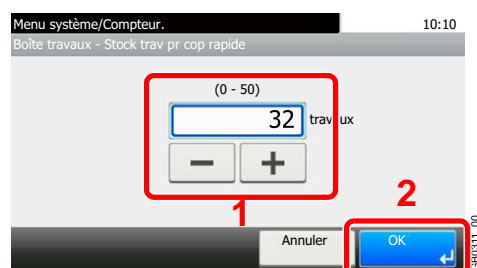 Menu système/Compteur.
10:10
Boîte travaux - Stock trav pr cop rapide
(0 - 50)
32 travaux
− +
1
2
Annuler
OK
GB0311_00